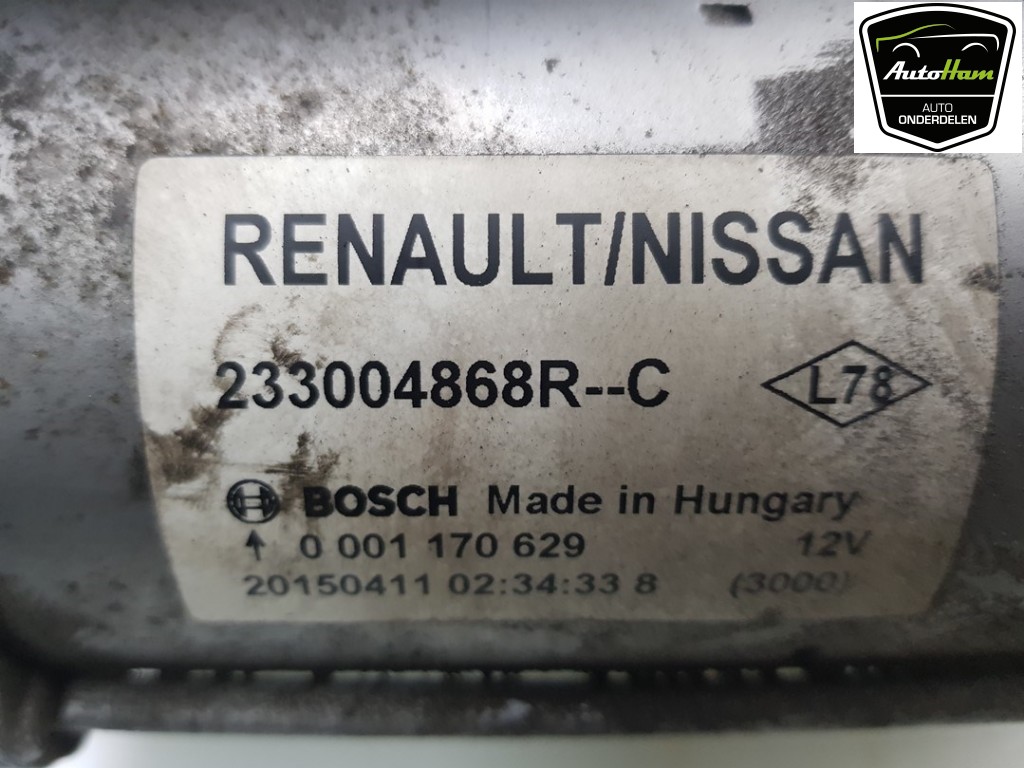 AutoHam
AUTO
ONDERDELEN
RENAULT/NISSAN
233004868R--C
L78
BOSCH Made in Hungary
0 001 170 629 12V
20150411 02:34:33 8 (3000)